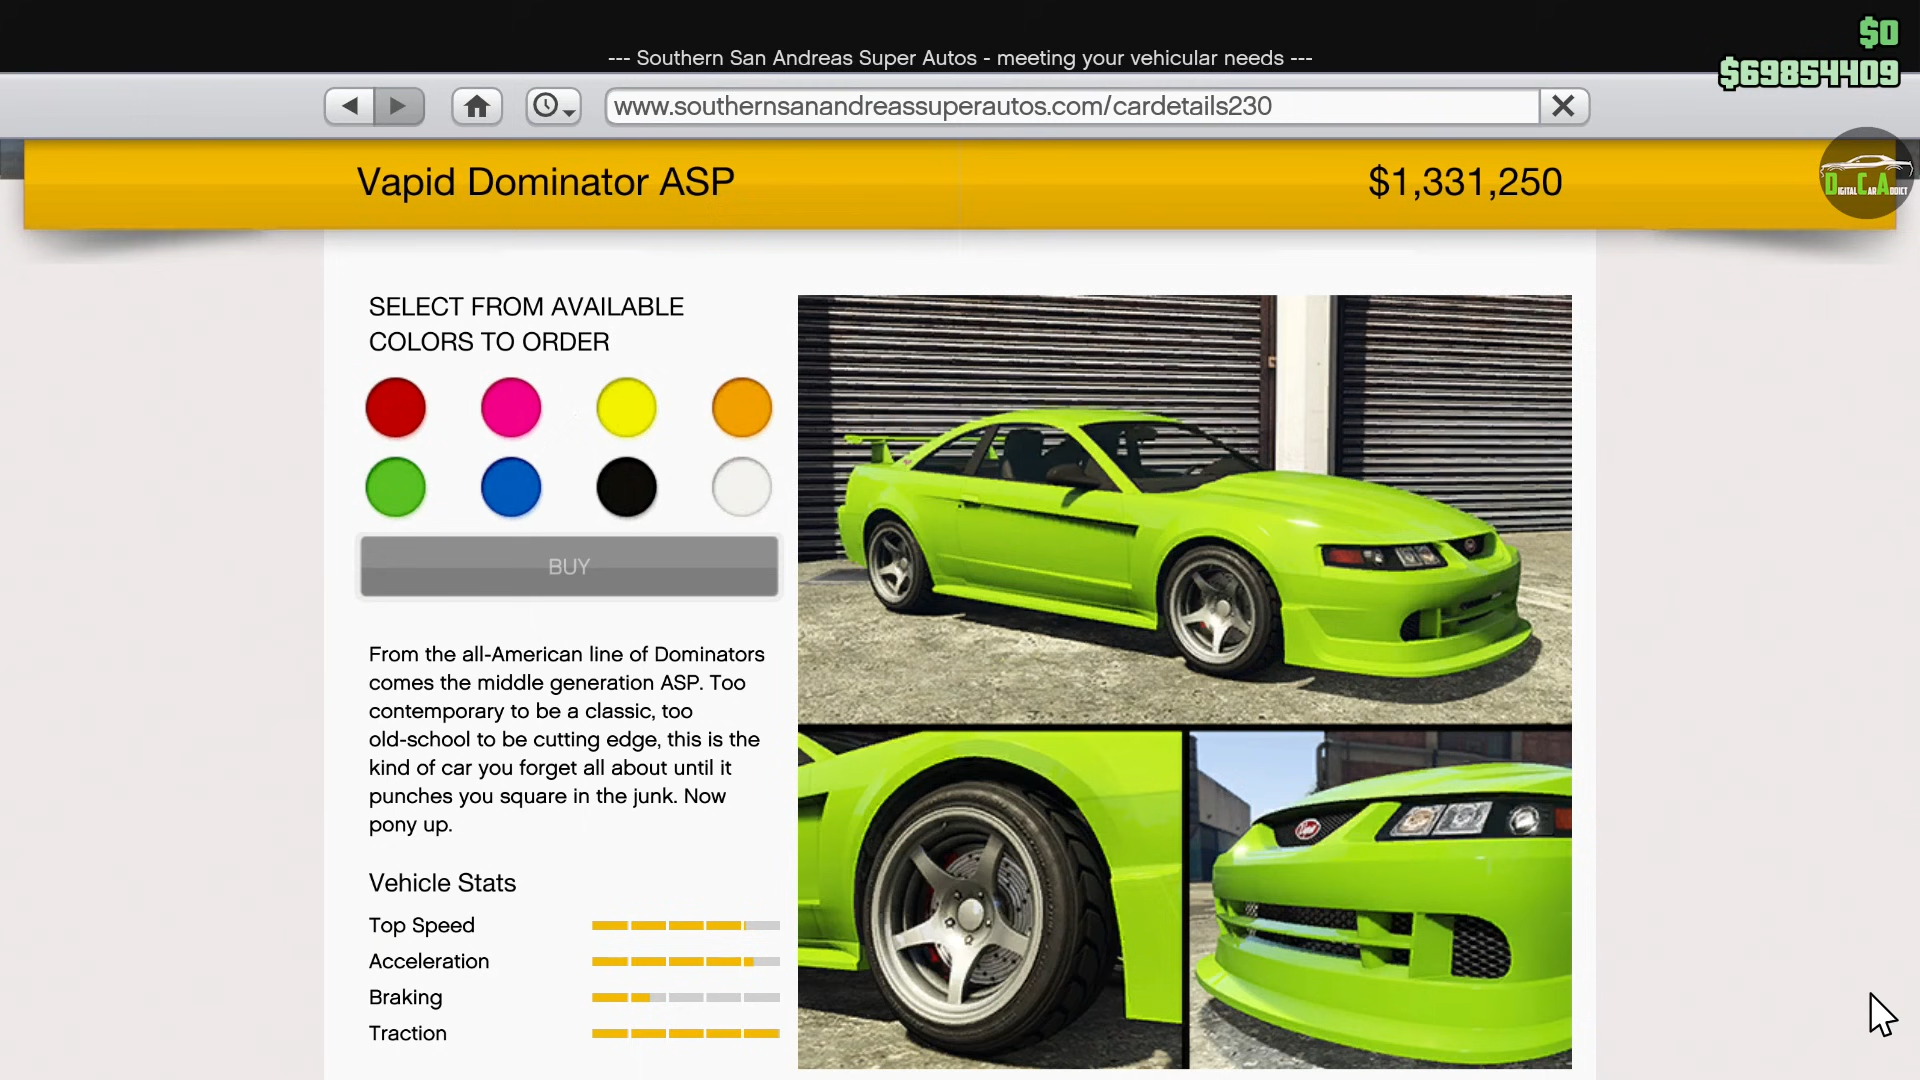 $0
--- Southern San Andreas Super Autos - meeting your vehicular needs ---
$69854409
www.southernsanandreassuperautos.com/cardetails230
Vapid Dominator ASP
$1,331,250
DIGITAL CAR ADDICT
SELECT FROM AVAILABLE
COLORS TO ORDER
BUY
From the all-American line of Dominators
comes the middle generation ASP. Too
contemporary to be a classic, too
old-school to be cutting edge, this is the
kind of car you forget all about until it
punches you square in the junk. Now
pony up.
Vehicle Stats
Top Speed
Acceleration
Braking
Traction